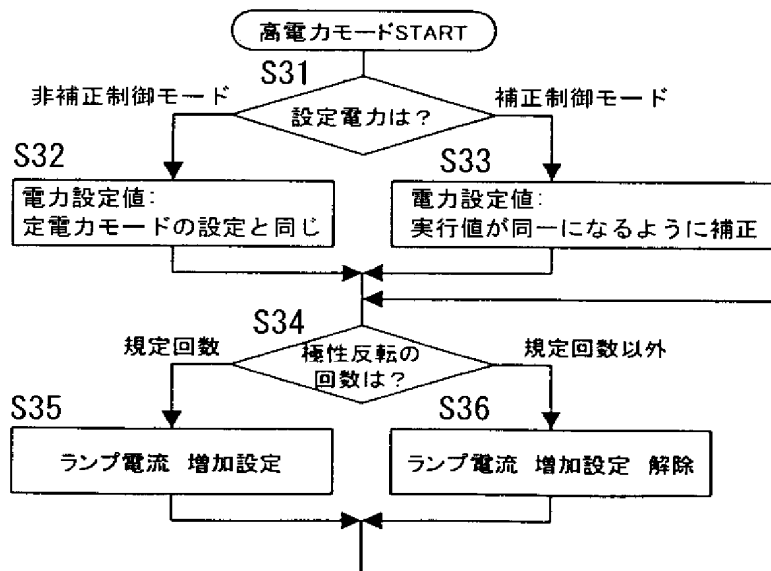 高電力モードSTART
S31
非補正制御モード
設定電力は?
補正制御モード
S32
電力設定値:
定電力モードの設定と同じ
S33
電力設定値:
実行値が同一になるように補正
S34
規定回数
極性反転の
回数は?
規定回数以外
S35
ランプ電流 増加設定
S36
ランプ電流 増加設定 解除